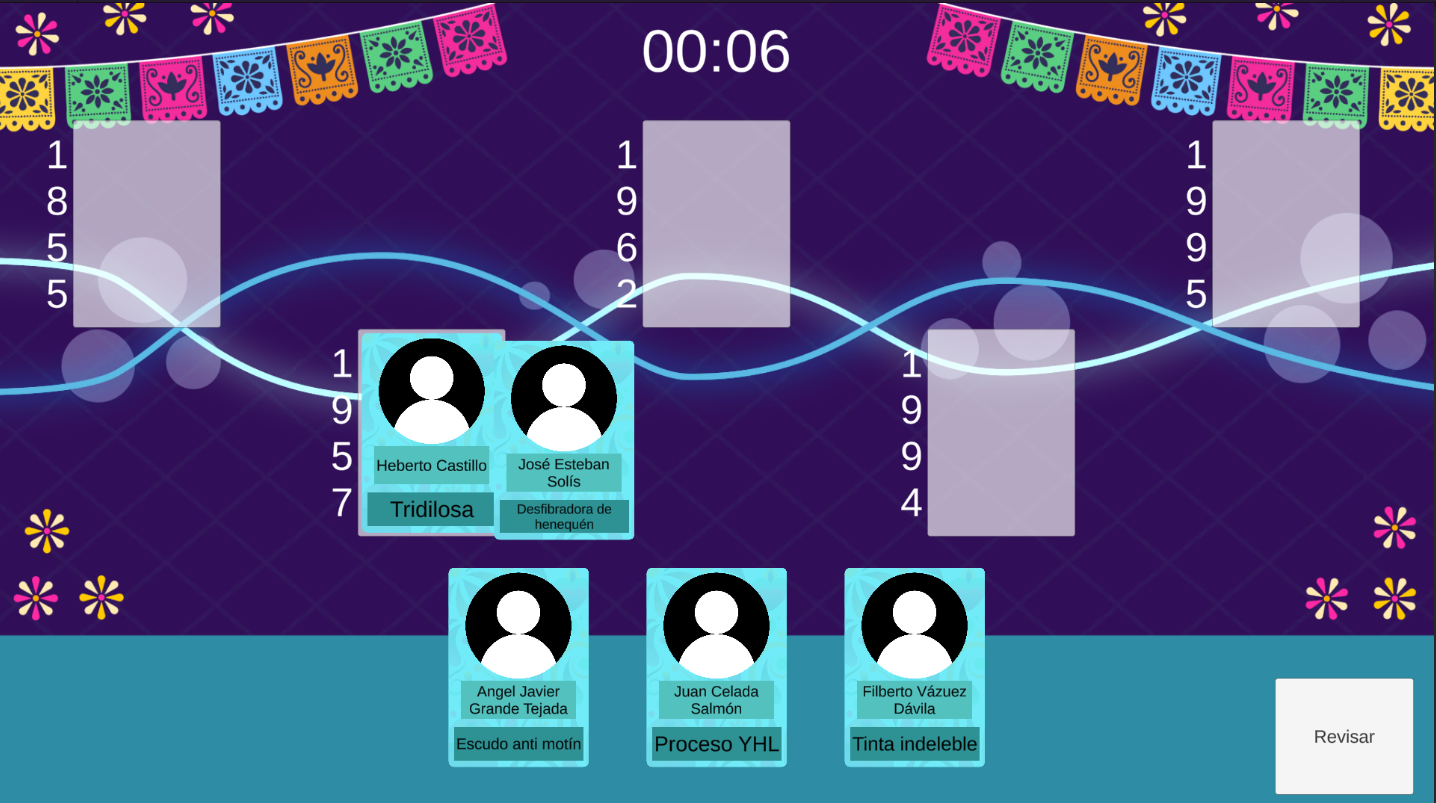 00:06
1
8
5
5
1
9
6
2
1
9
9
5
1
9
5
7
1
9
9
4
Heberto Castillo
Tridilosa
José Esteban
Solís
Desfibradora de
henequén
Angel Javier
Grande Tejada
Escudo anti motín
Juan Celada
Salmón
Proceso YHL
Filberto Vázuez
Dávila
Tinta indeleble
Revisar